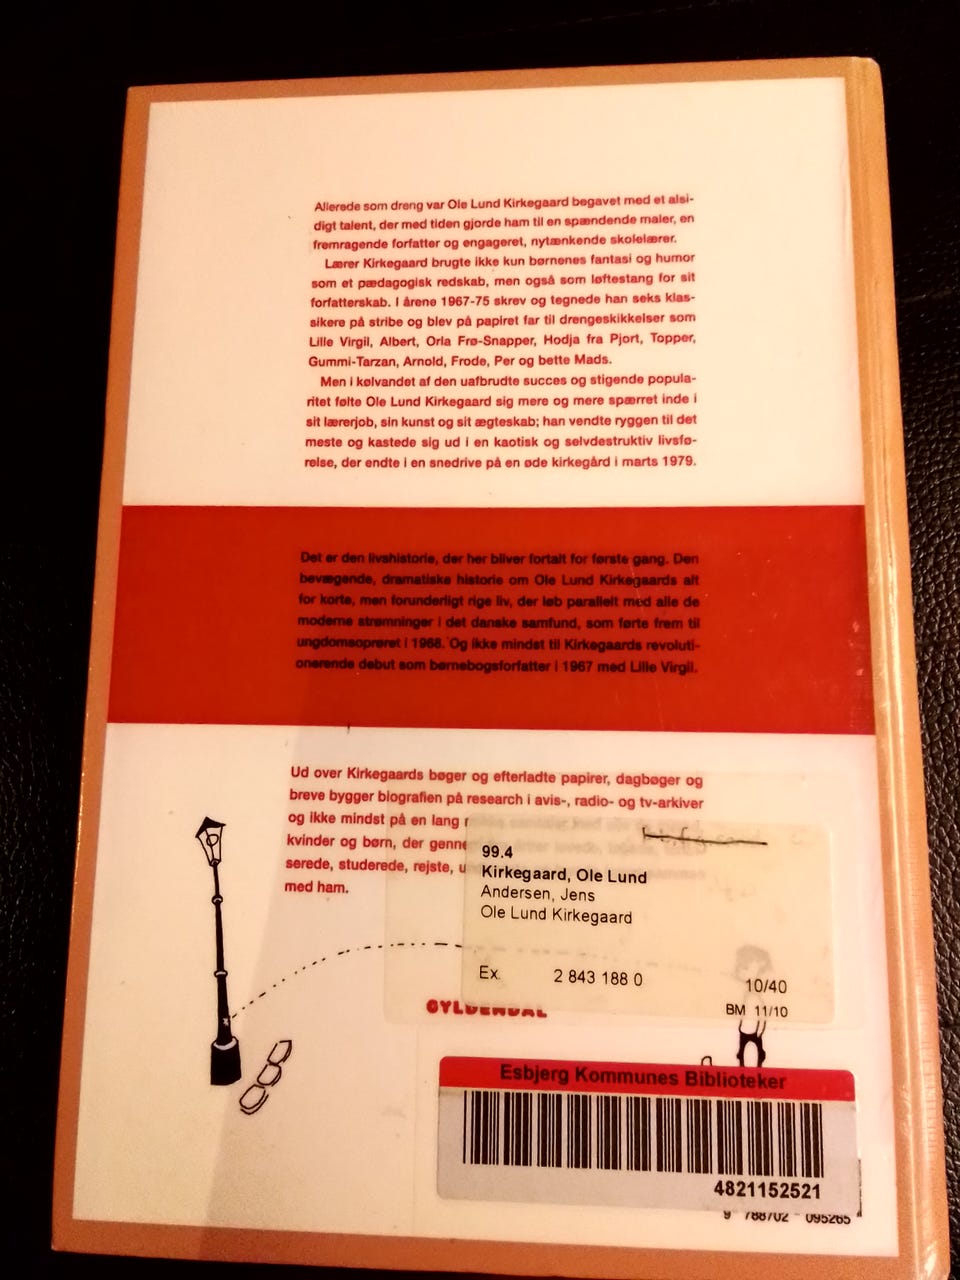 Allerede som dreng var Ole Lund Kirkegaard begavet med et alsi-
digt talent, der med tiden gjorde ham til en spændende maler, en
fremragende forfatter og engageret, nytænkende skolelærer.
Lærer Kirkegaard brugte ikke kun børnenes fantasi og humor
som et pædagogisk redskab, men også som løftestang for sit
forfatterskab. I årene 1967-75 skrev og tegnede han seks klas-
sikere på stribe og blev på papiret far til drengeskikkelser som
Lille Virgil, Albert, Orla Frø-Snapper, Hodja fra Pjort, Topper,
Gummi-Tarzan, Arnold, Frode, Per og bette Mads.
Men i kølvandet af den uafbrudte succes og stigende popula-
ritet følte Ole Lund Kirkegaard sig mere og mere spærret inde i
sit lærerjob, sin kunst og sit ægteskab; han vendte ryggen til det
meste og kastede sig ud i en kaotisk og selvdestruktiv livsfø-
relse, der endte i en snedrive på en øde kirkegård i marts 1979.
Det er den livshistorie, der her bliver fortalt for første gang. Den
bevægende, dramatiske historie om Ole Lund Kirkegaards alt
for korte, men forunderligt rige liv, der løb parallelt med alle de
moderne strømninger i det danske samfund, som førte frem til
ungdomsoprøret i 1968. Og ikke mindst til Kirkegaards revoluti-
onerende debut som børnebogsforfatter i 1967 med Lille Virgil.
Ud over Kirkegaards bøger og efterladte papirer, dagbøger og
breve bygger biografien på research i avis-, radio- og tv-arkiver
og ikke mindst på en lang
kvinder og børn, der
serede, studerede, rejste,
med ham.
99.4
Kirkegaard, Ole Lund
Andersen, Jens
Ole Lund Kirkegaard
Ex. 2 843 188 0
10/40
BM 11/10
GYLDENDAL
Esbjerg Kommunes Biblioteker
4821152521
9 788702 095265